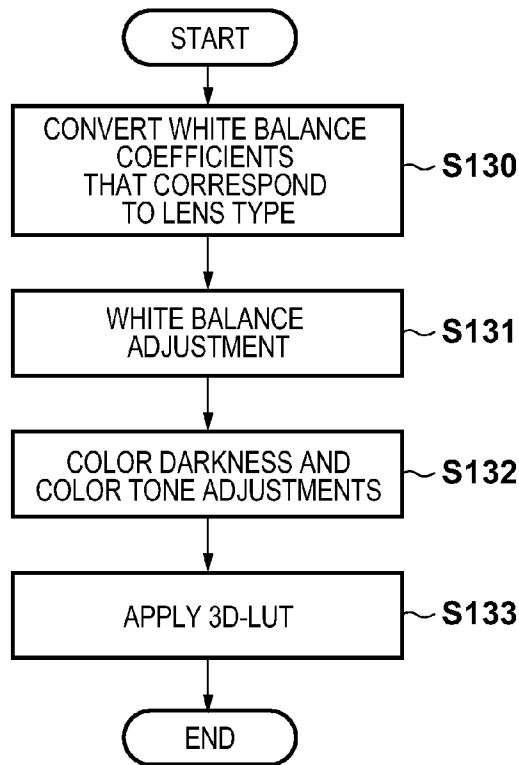 START
CONVERT WHITE BALANCE
COEFFICIENTS
THAT CORRESPOND
TO LENS TYPE
S130
WHITE BALANCE
ADJUSTMENT
S131
COLOR DARKNESS AND
COLOR TONE ADJUSTMENTS
S132
APPLY 3D-LUT
S133
END